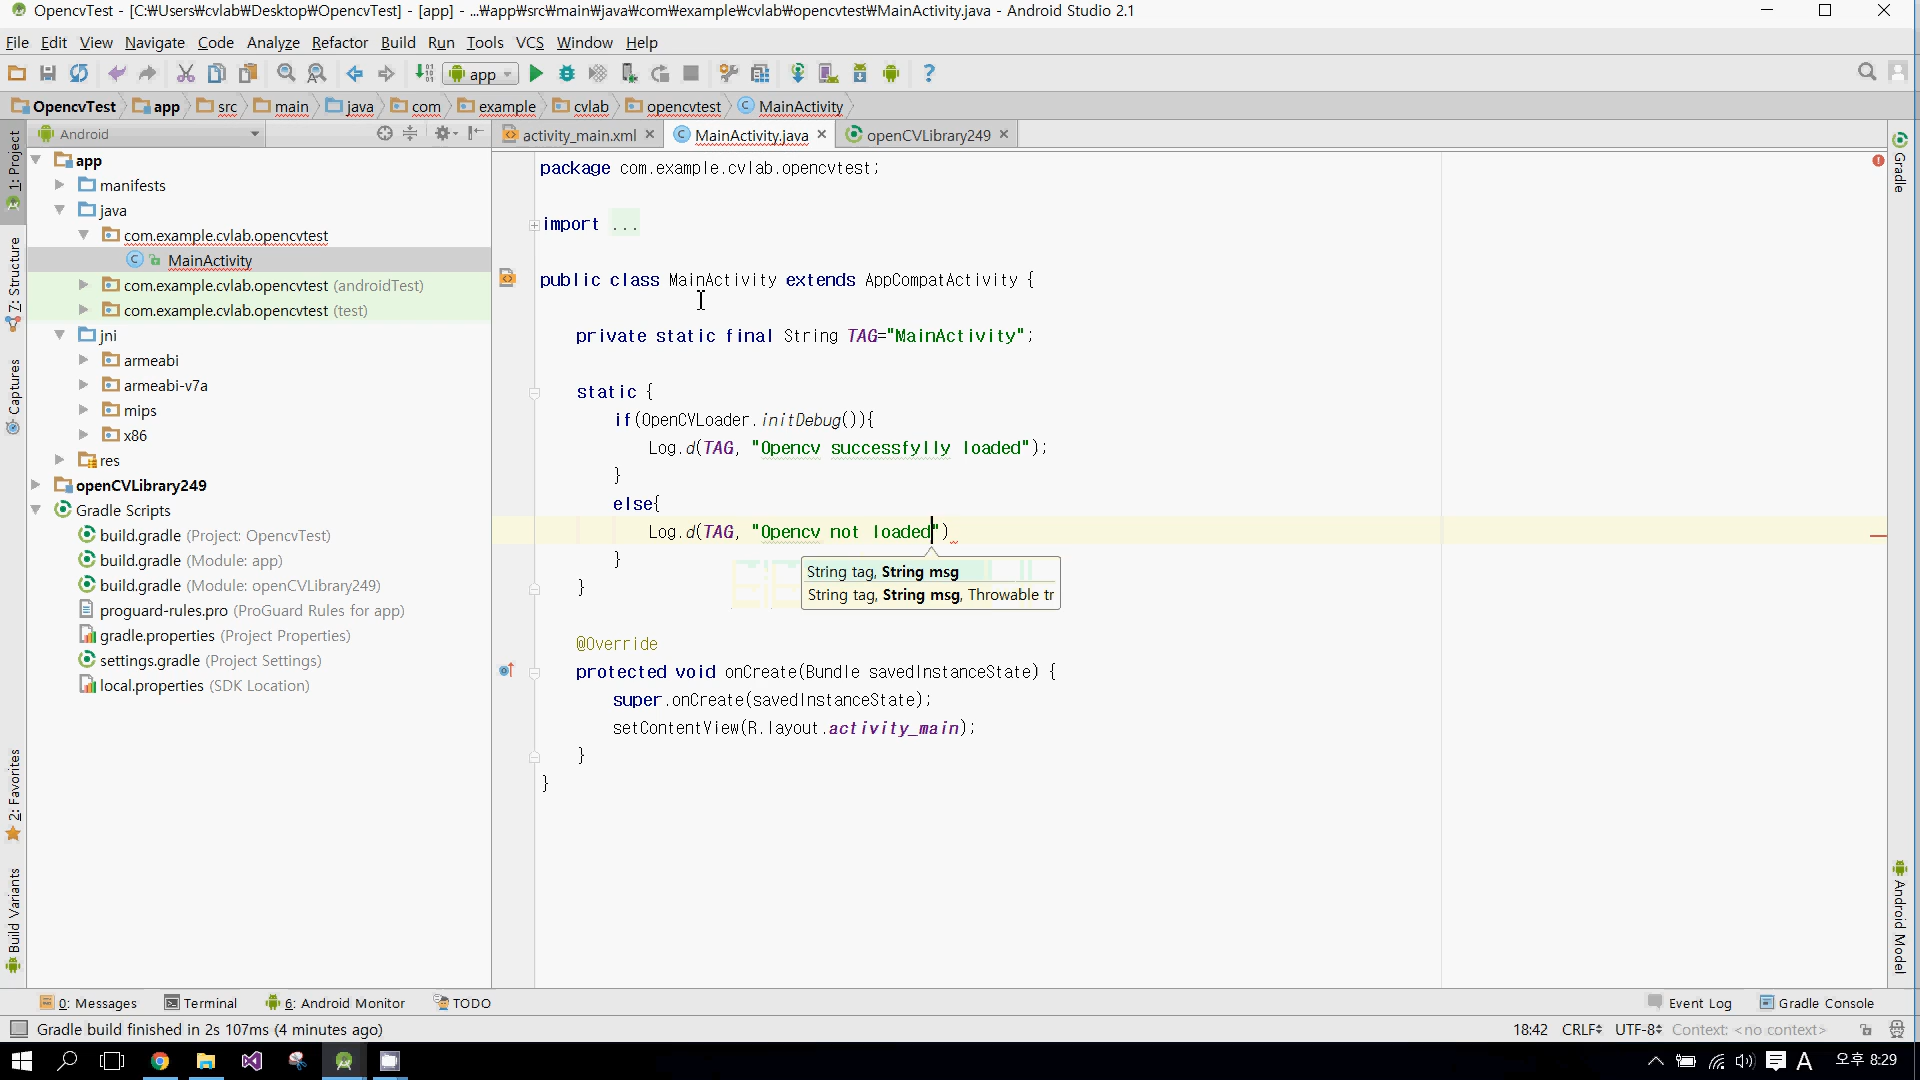 OpencvTest - [C:₩Users₩cvlab₩Desktop₩OpencvTest] - [app] - ...₩app₩src₩main₩java₩com₩example₩cvlab₩opencvtest₩MainActivity.java - Android Studio 2.1
File Edit View Navigate Code Analyze Refactor Build Run Tools VCS Window Help
app
OpencvTest app src main java com example cvlab opencvtest MainActivity
Android
activity_main.xml MainActivity.java openCVLibrary249
1: Project
7: Structure
Captures
2: Favorites
Build Variants
app
manifests
java
com.example.cvlab.opencvtest
MainActivity
com.example.cvlab.opencvtest (androidTest)
com.example.cvlab.opencvtest (test)
jni
armeabi
armeabi-v7a
mips
x86
res
openCVLibrary249
Gradle Scripts
build.gradle (Project: OpencvTest)
build.gradle (Module: app)
build.gradle (Module: openCVLibrary249)
proguard-rules.pro (ProGuard Rules for app)
gradle.properties (Project Properties)
settings.gradle (Project Settings)
local.properties (SDK Location)
package com.example.cvlab.opencvtest;
import ...
public class MainActivity extends AppCompatActivity {
private static final String TAG="MainActivity";
static {
if(OpenCVLoader.initDebug()){
Log.d(TAG, "Opencv successfylly loaded");
}
else{
Log.d(TAG, "Opencv not loaded")
}
String tag, String msg
String tag, String msg, Throwable tr
}
@Override
protected void onCreate(Bundle savedInstanceState) {
super.onCreate(savedInstanceState);
setContentView(R.layout.activity_main);
}
}
Gradle
Android Model
0: Messages Terminal 6: Android Monitor TODO Event Log Gradle Console
Gradle build finished in 2s 107ms (4 minutes ago) 18:42 CRLF UTF-8 Context: <no context>
A 오후 8:29